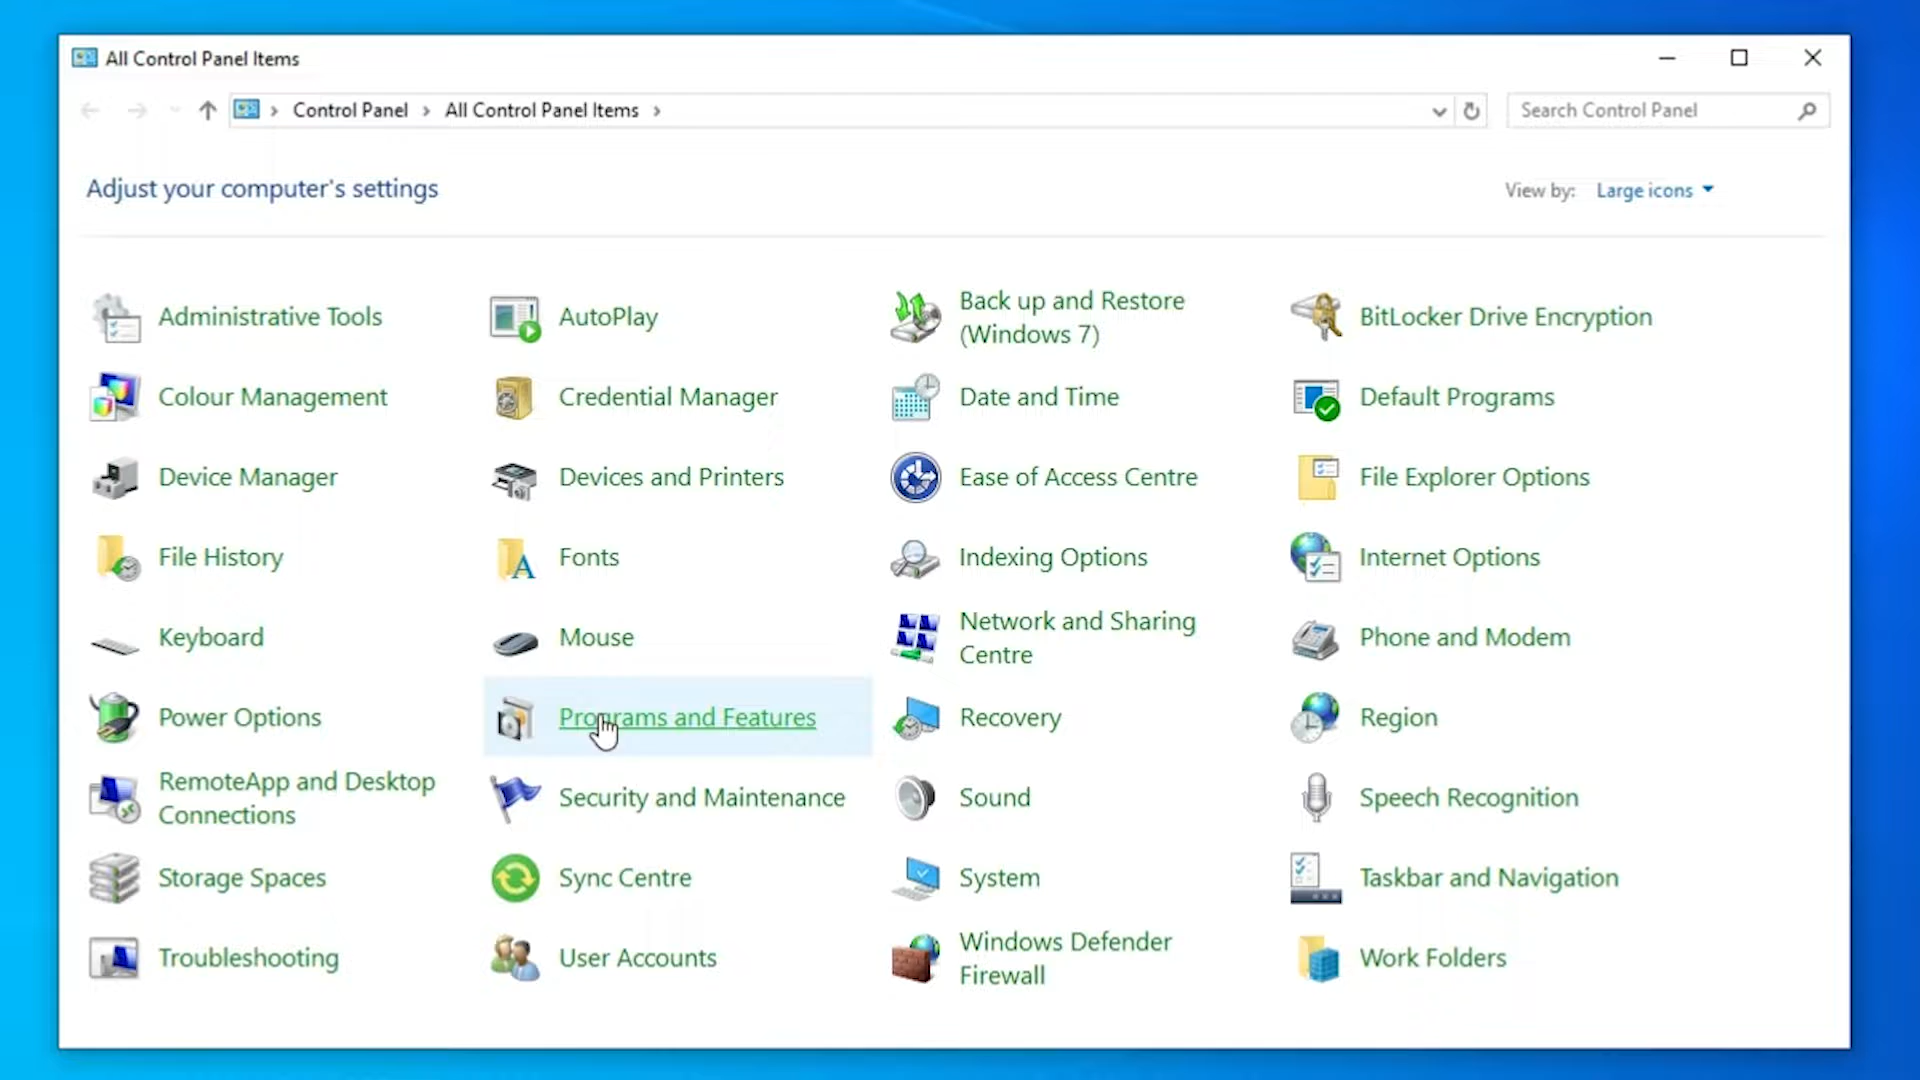 All Control Panel Items
Control Panel
All Control Panel Items
Search Control Panel
Adjust your computer's settings
View by:
Large icons
Administrative Tools
AutoPlay
Back up and Restore
(Windows 7)
BitLocker Drive Encryption
Colour Management
Credential Manager
Date and Time
Default Programs
Device Manager
Devices and Printers
Ease of Access Centre
File Explorer Options
File History
Fonts
Indexing Options
Internet Options
Keyboard
Mouse
Network and Sharing
Centre
Phone and Modem
Power Options
Programs and Features
Recovery
Region
RemoteApp and Desktop
Connections
Security and Maintenance
Sound
Speech Recognition
Storage Spaces
Sync Centre
System
Taskbar and Navigation
Troubleshooting
User Accounts
Windows Defender
Firewall
Work Folders